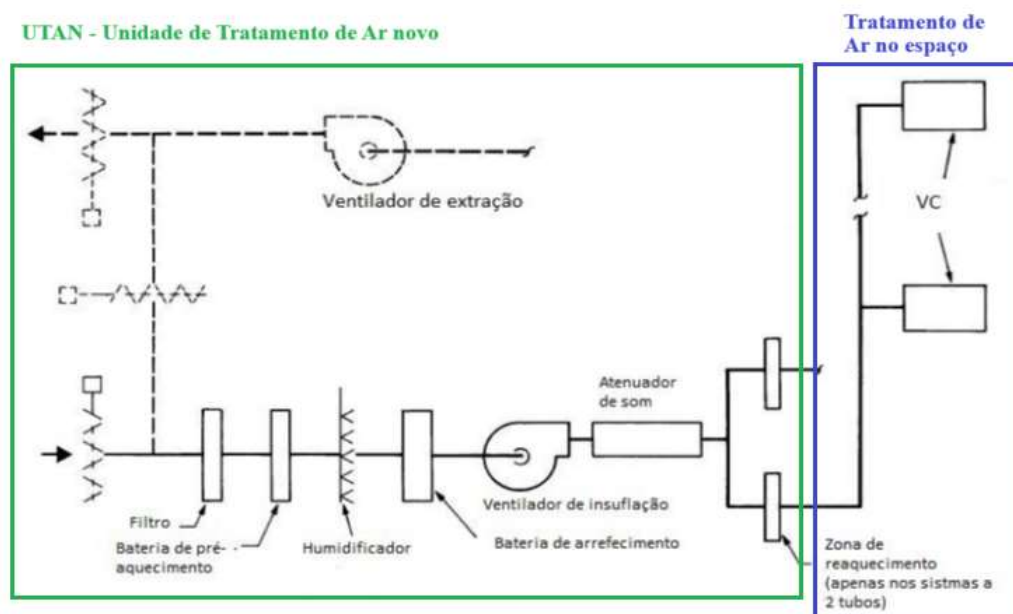 UTAN - Unidade de Tratamento de Ar novo
Tratamento de
Ar no espaço
Ventilador de extração
VC
Atenuador
de som
Ventilador de insuflação
Filtro
Bateria de pré-
aquecimento
Humidificador
Bateria de arrefecimento
Zona de
reaquecimento
(apenas nos sistmas a
2 tubos)